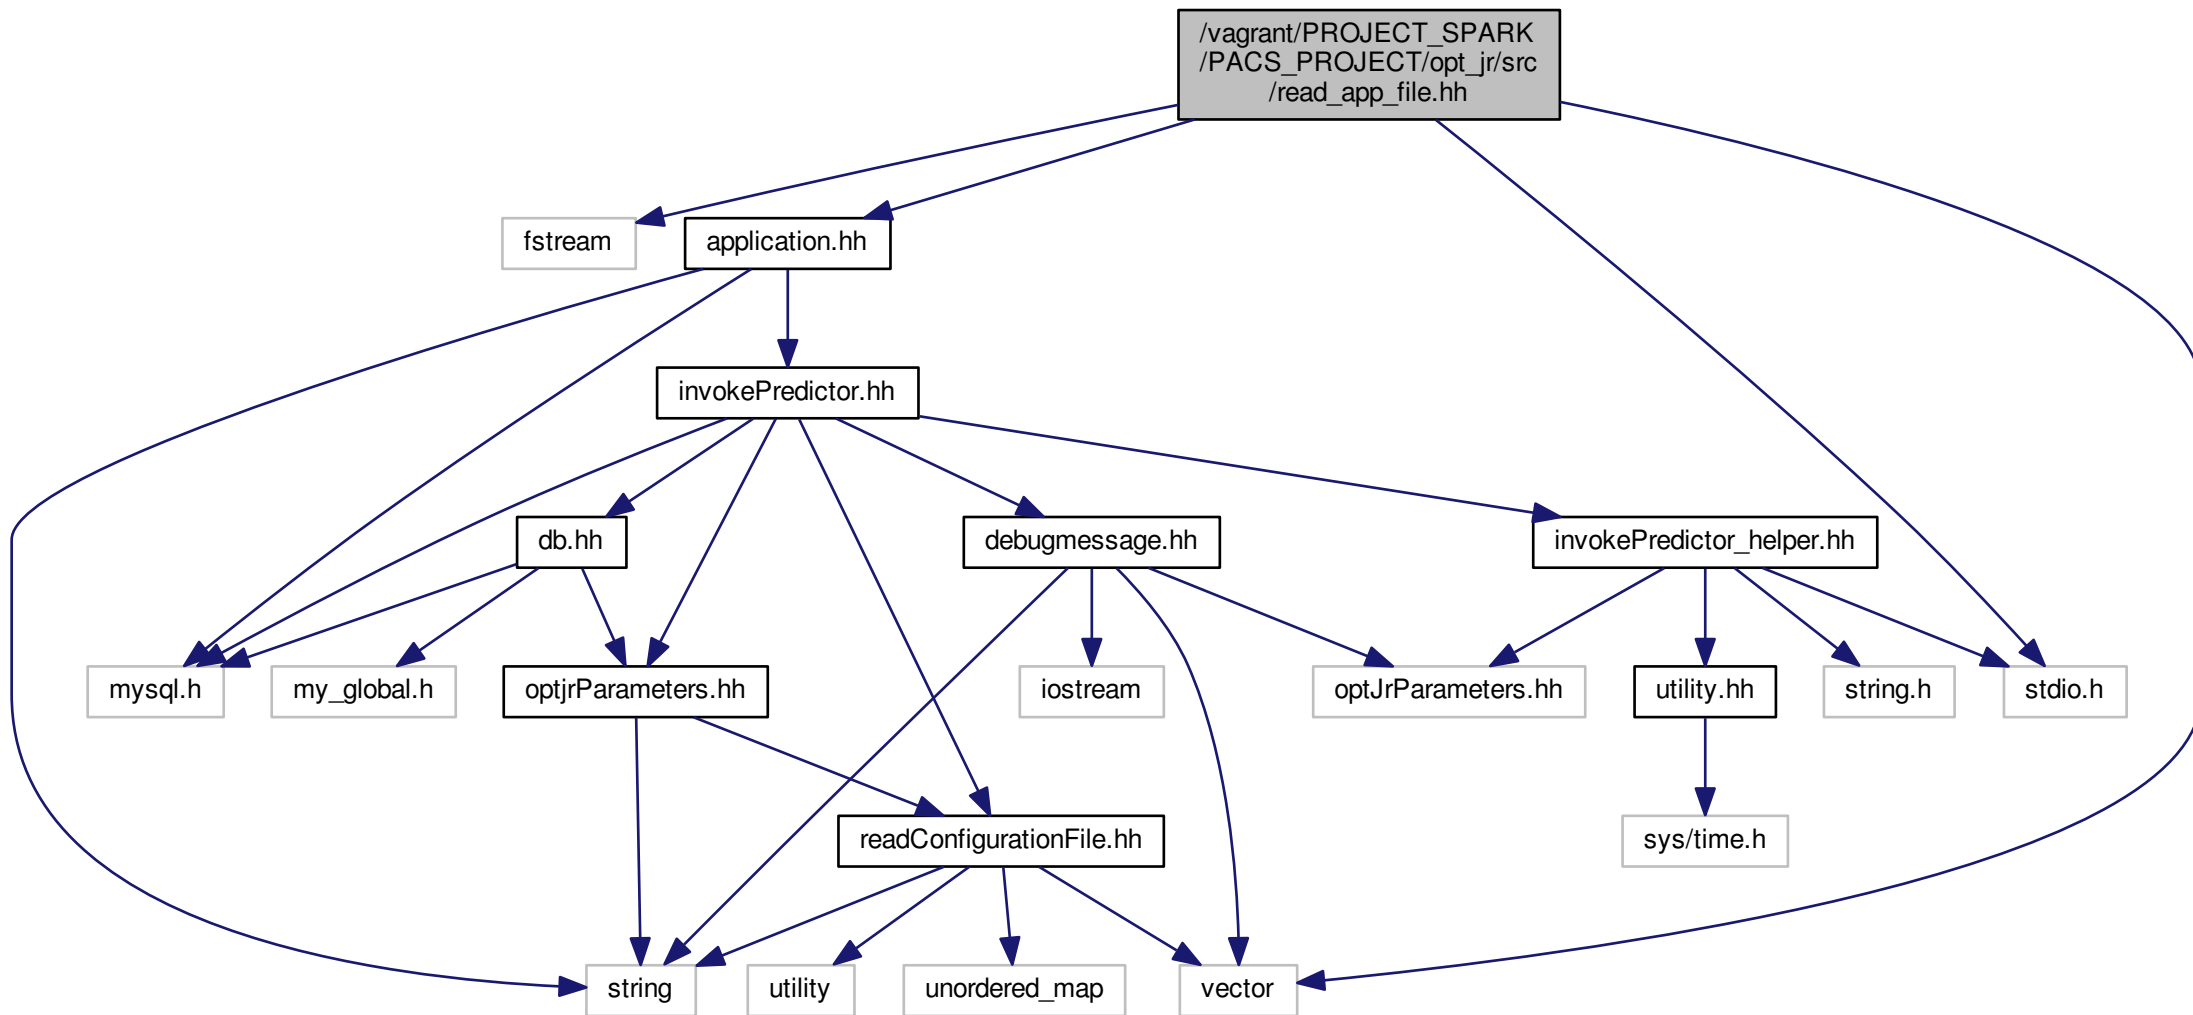 /vagrant/PROJECT_SPARK
/PACS_PROJECT/opt_jr/src
/read_app_file.hh
fstream
application.hh
invokePredictor.hh
db.hh
debugmessage.hh
invokePredictor_helper.hh
mysql.h
my_global.h
optjrParameters.hh
iostream
optJrParameters.hh
utility.hh
string.h
stdio.h
readConfigurationFile.hh
sys/time.h
string
utility
unordered_map
vector